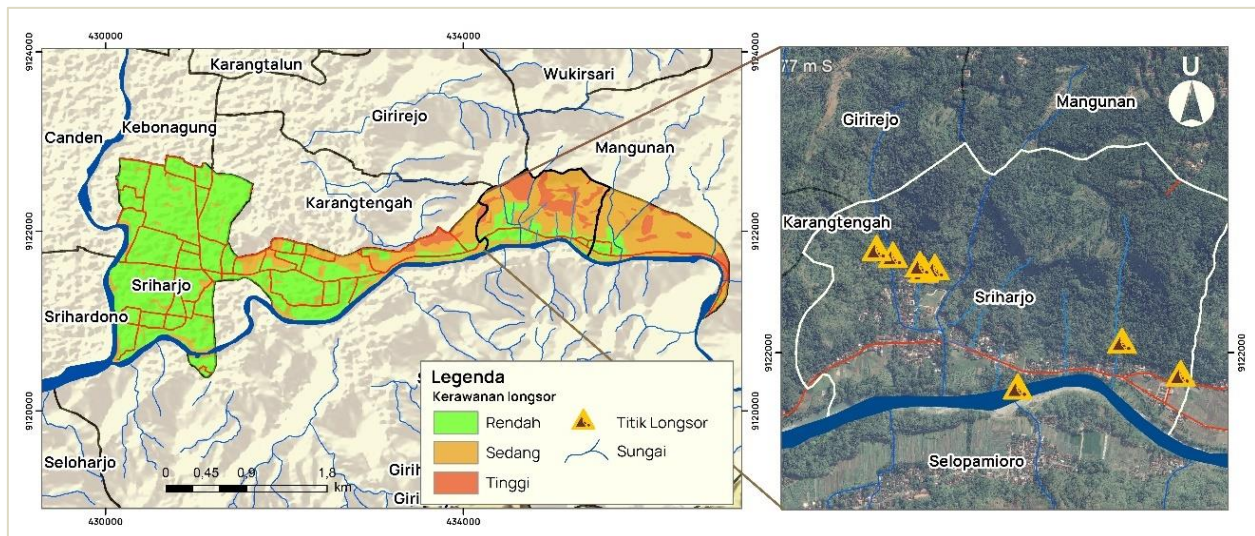 430000
434000
9124000
9124000
Karangtalun
Wukirsari
Girirejo
Canden
Kebonagung
Mangunan
Karangtengah
9122000
Sriharjo
Srihardono
9120000
9120000
Seloharjo
0 0,45 0,9 1,8
km
430000
434000
Legenda
Kerawanan longsor
Rendah
Sedang
Tinggi
Titik Longsor
Sungai
77 m S
U
Mangunan
Girirejo
Karangtengah
Sriharjo
9122000
9122000
Selopamioro